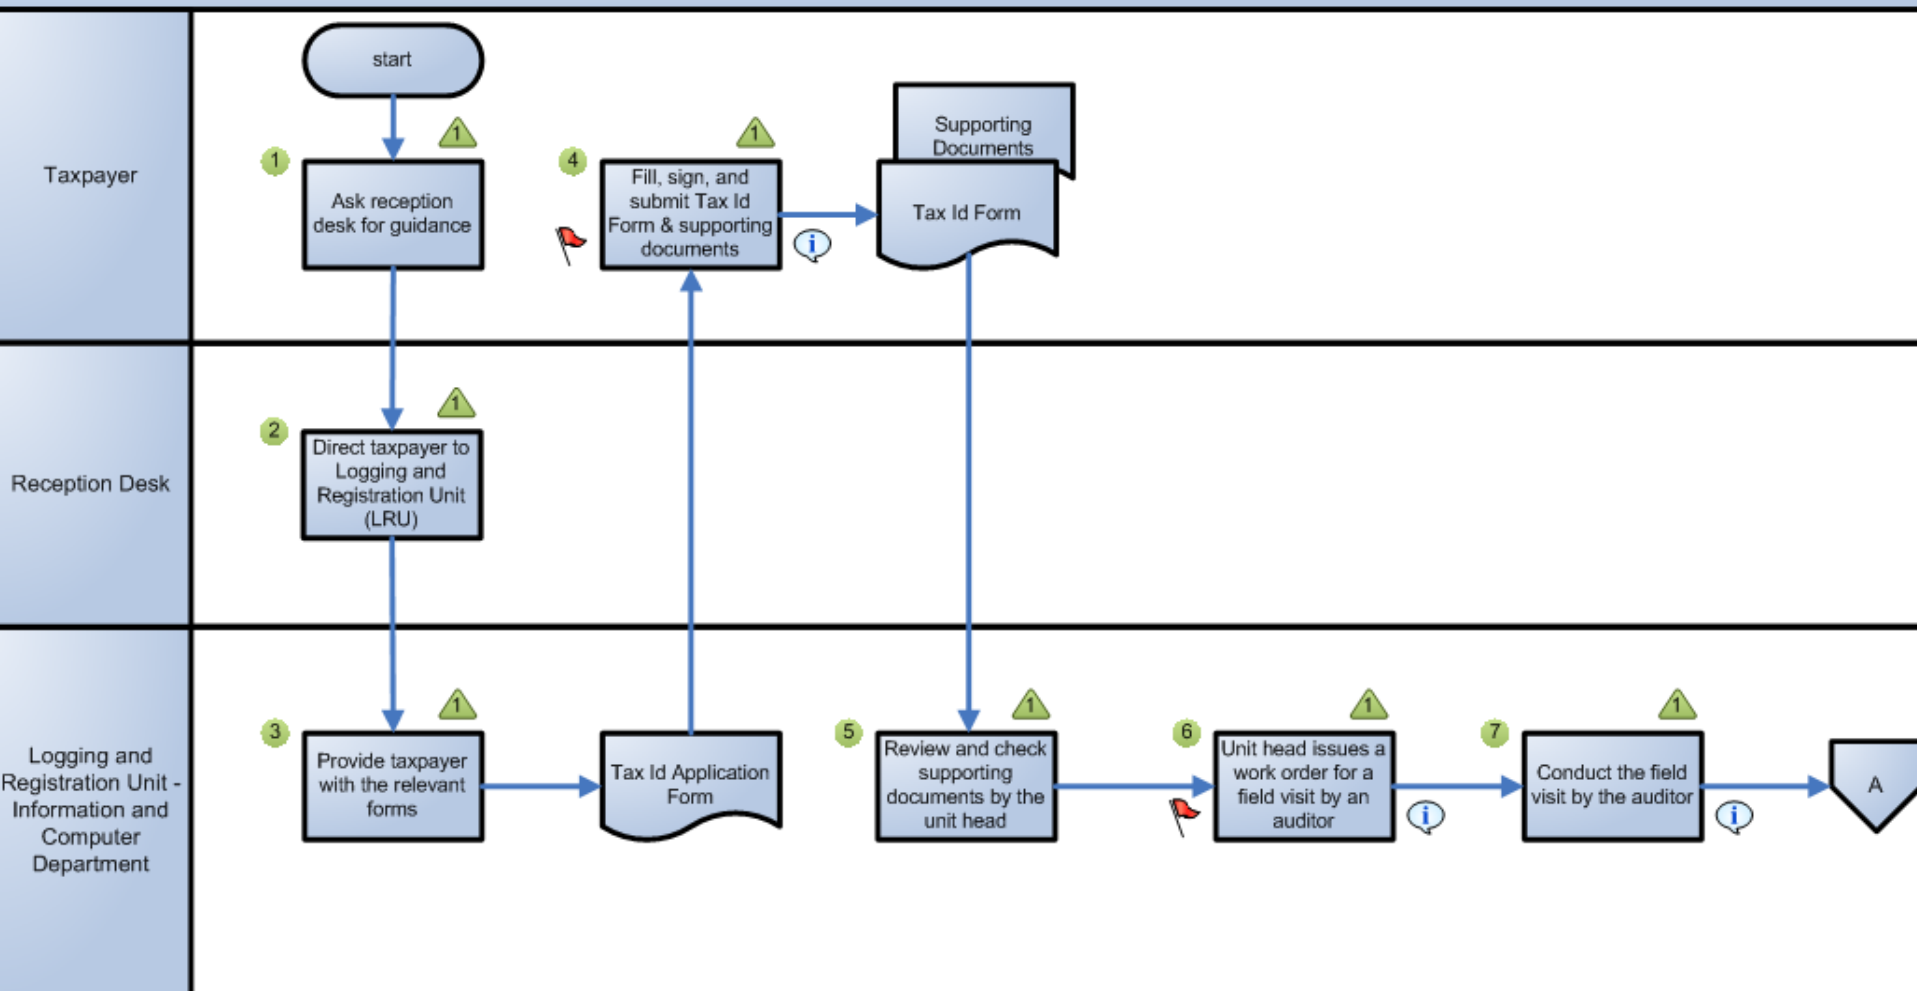 start
1
1
Ask reception
desk for guidance
Taxpayer
4
1
Fill, sign, and
submit Tax Id
Form & supporting
documents
i
Supporting
Documents
Tax Id Form
Reception Desk
2
1
Direct taxpayer to
Logging and
Registration Unit
(LRU)
Logging and
Registration Unit -
Information and
Computer
Department
3
1
Provide taxpayer
with the relevant
forms
Tax Id Application
Form
5
1
Review and check
supporting
documents by the
unit head
6
1
Unit head issues a
work order for a
field visit by an
auditor
i
7
1
Conduct the field
visit by the auditor
i
A